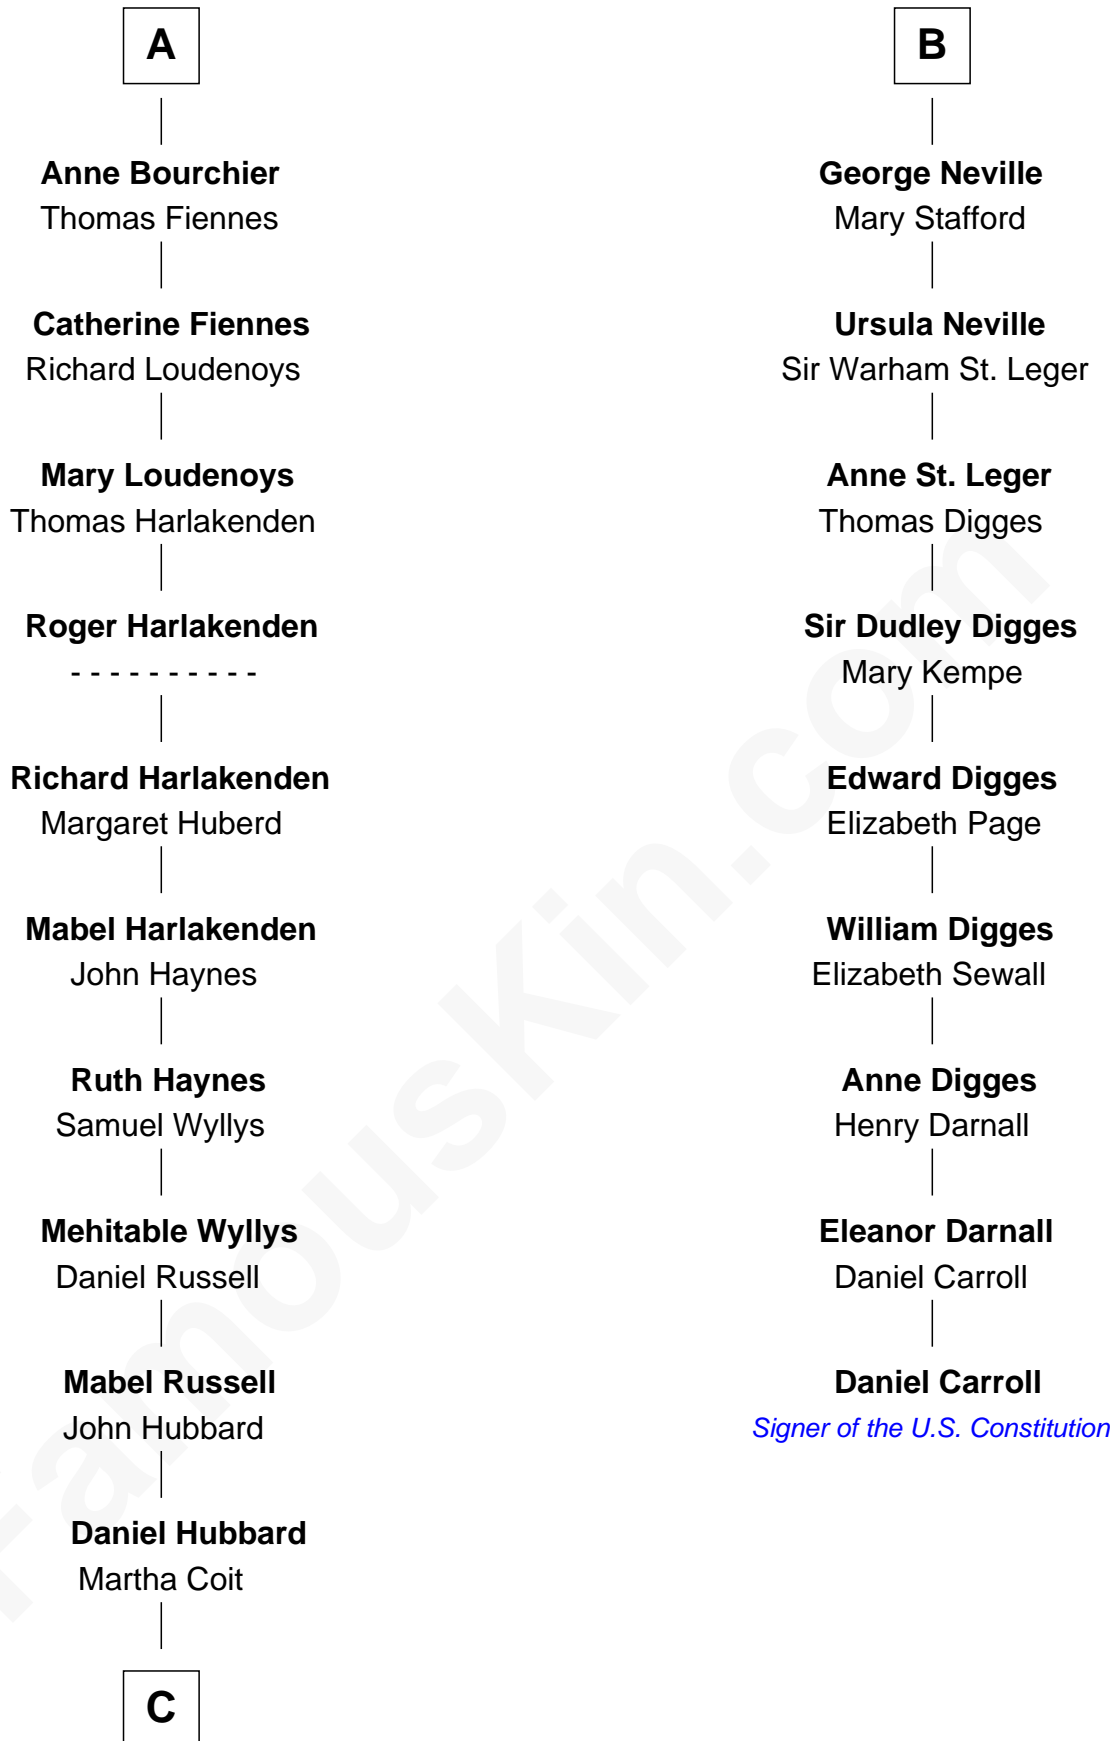 A
Anne Bourchier
Thomas Fiennes
Catherine Fiennes
Richard Loudenoys
Mary Loudenoys
Thomas Harlakenden
Roger Harlakenden
- - - - - - - - - -
Richard Harlakenden
Margaret Huberd
Mabel Harlakenden
John Haynes
Ruth Haynes
Samuel Wyllys
Mehitable Wyllys
Daniel Russell
Mabel Russell
John Hubbard
Daniel Hubbard
Martha Coit
C
B
George Neville
Mary Stafford
Ursula Neville
Sir Warham St. Leger
Anne St. Leger
Thomas Digges
Sir Dudley Digges
Mary Kempe
Edward Digges
Elizabeth Page
William Digges
Elizabeth Sewall
Anne Digges
Henry Darnall
Eleanor Darnall
Daniel Carroll
Daniel Carroll
Signer of the U.S. Constitution
FamousKin.com